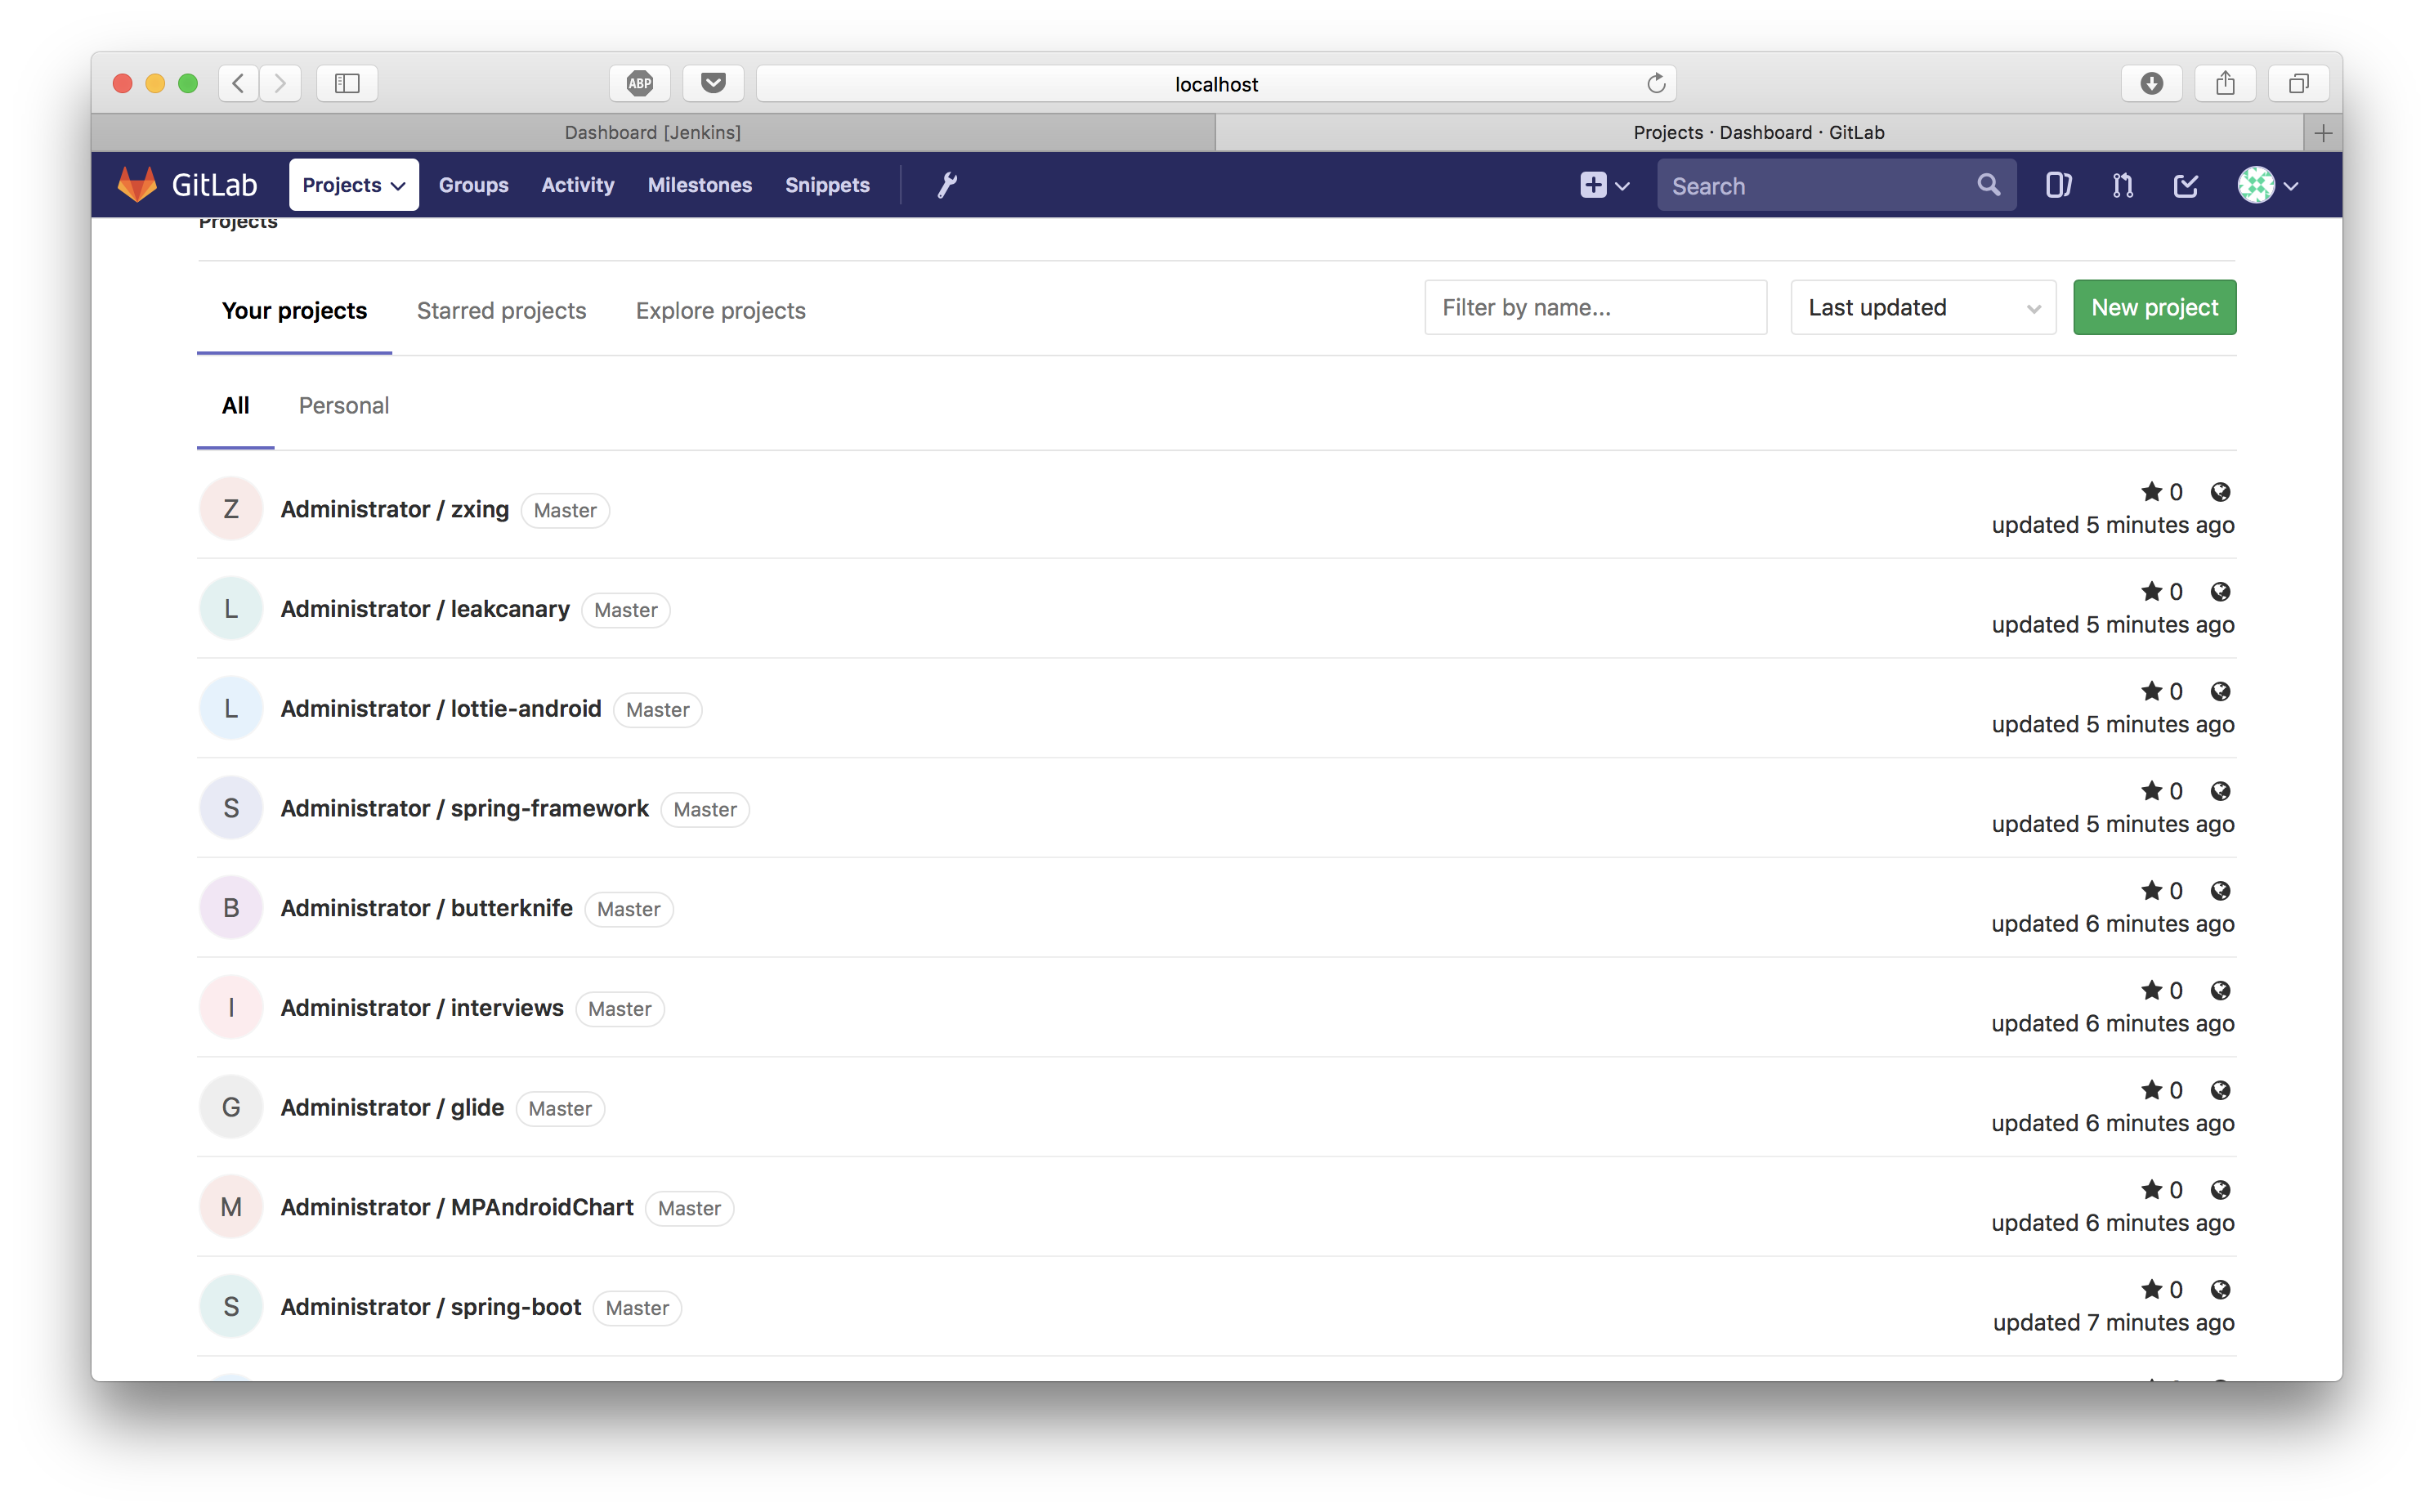 ABP
localhost
Dashboard [Jenkins]
Projects · Dashboard · GitLab
GitLab Projects Groups Activity Milestones Snippets Search
Projects
Your projects Starred projects Explore projects Filter by name... Last updated New project
All Personal
Z Administrator / zxing Master 0
updated 5 minutes ago
L Administrator / leakcanary Master 0
updated 5 minutes ago
L Administrator / lottie-android Master 0
updated 5 minutes ago
S Administrator / spring-framework Master 0
updated 5 minutes ago
B Administrator / butterknife Master 0
updated 6 minutes ago
I Administrator / interviews Master 0
updated 6 minutes ago
G Administrator / glide Master 0
updated 6 minutes ago
M Administrator / MPAndroidChart Master 0
updated 6 minutes ago
S Administrator / spring-boot Master 0
updated 7 minutes ago